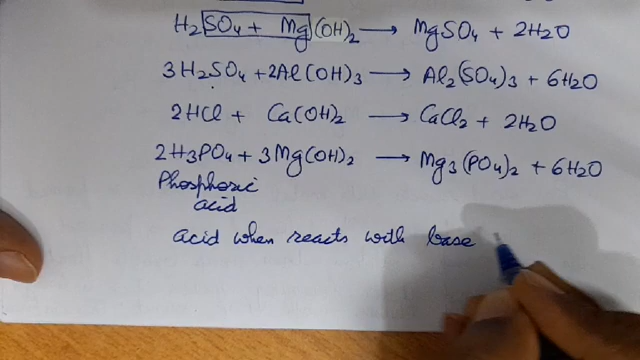 H₂SO₄ + Mg(OH)₂ → MgSO₄ + 2H₂O
3H₂SO₄ + 2Al(OH)₃ → Al₂(SO₄)₃ + 6H₂O
2HCl + Ca(OH)₂ → CaCl₂ + 2H₂O
2H₃PO₄ + 3Mg(OH)₂ → Mg₃(PO₄)₂ + 6H₂O
Phosphoric
acid
acid when reacts with base